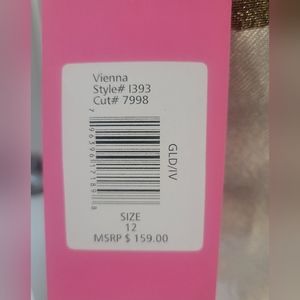 Vienna
Style# I393
Cut# 7998
GLD/IV
SIZE
12
MSRP $ 159.00